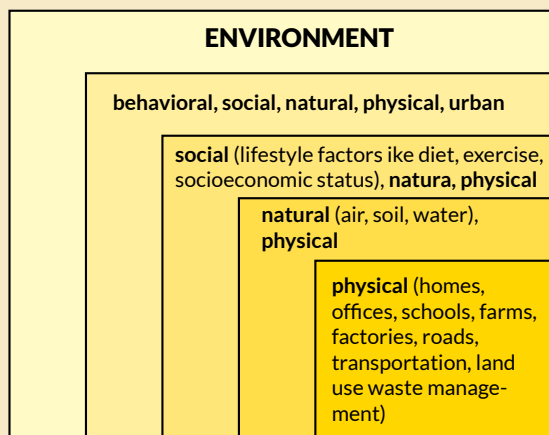 ENVIRONMENT
behavioral, social, natural, physical, urban
social (lifestyle factors ike diet, exercise,
socioeconomic status), natura, physical
natural (air, soil, water),
physical
physical (homes,
offices, schools, farms,
factories, roads,
transportation, land
use waste manage-
ment)